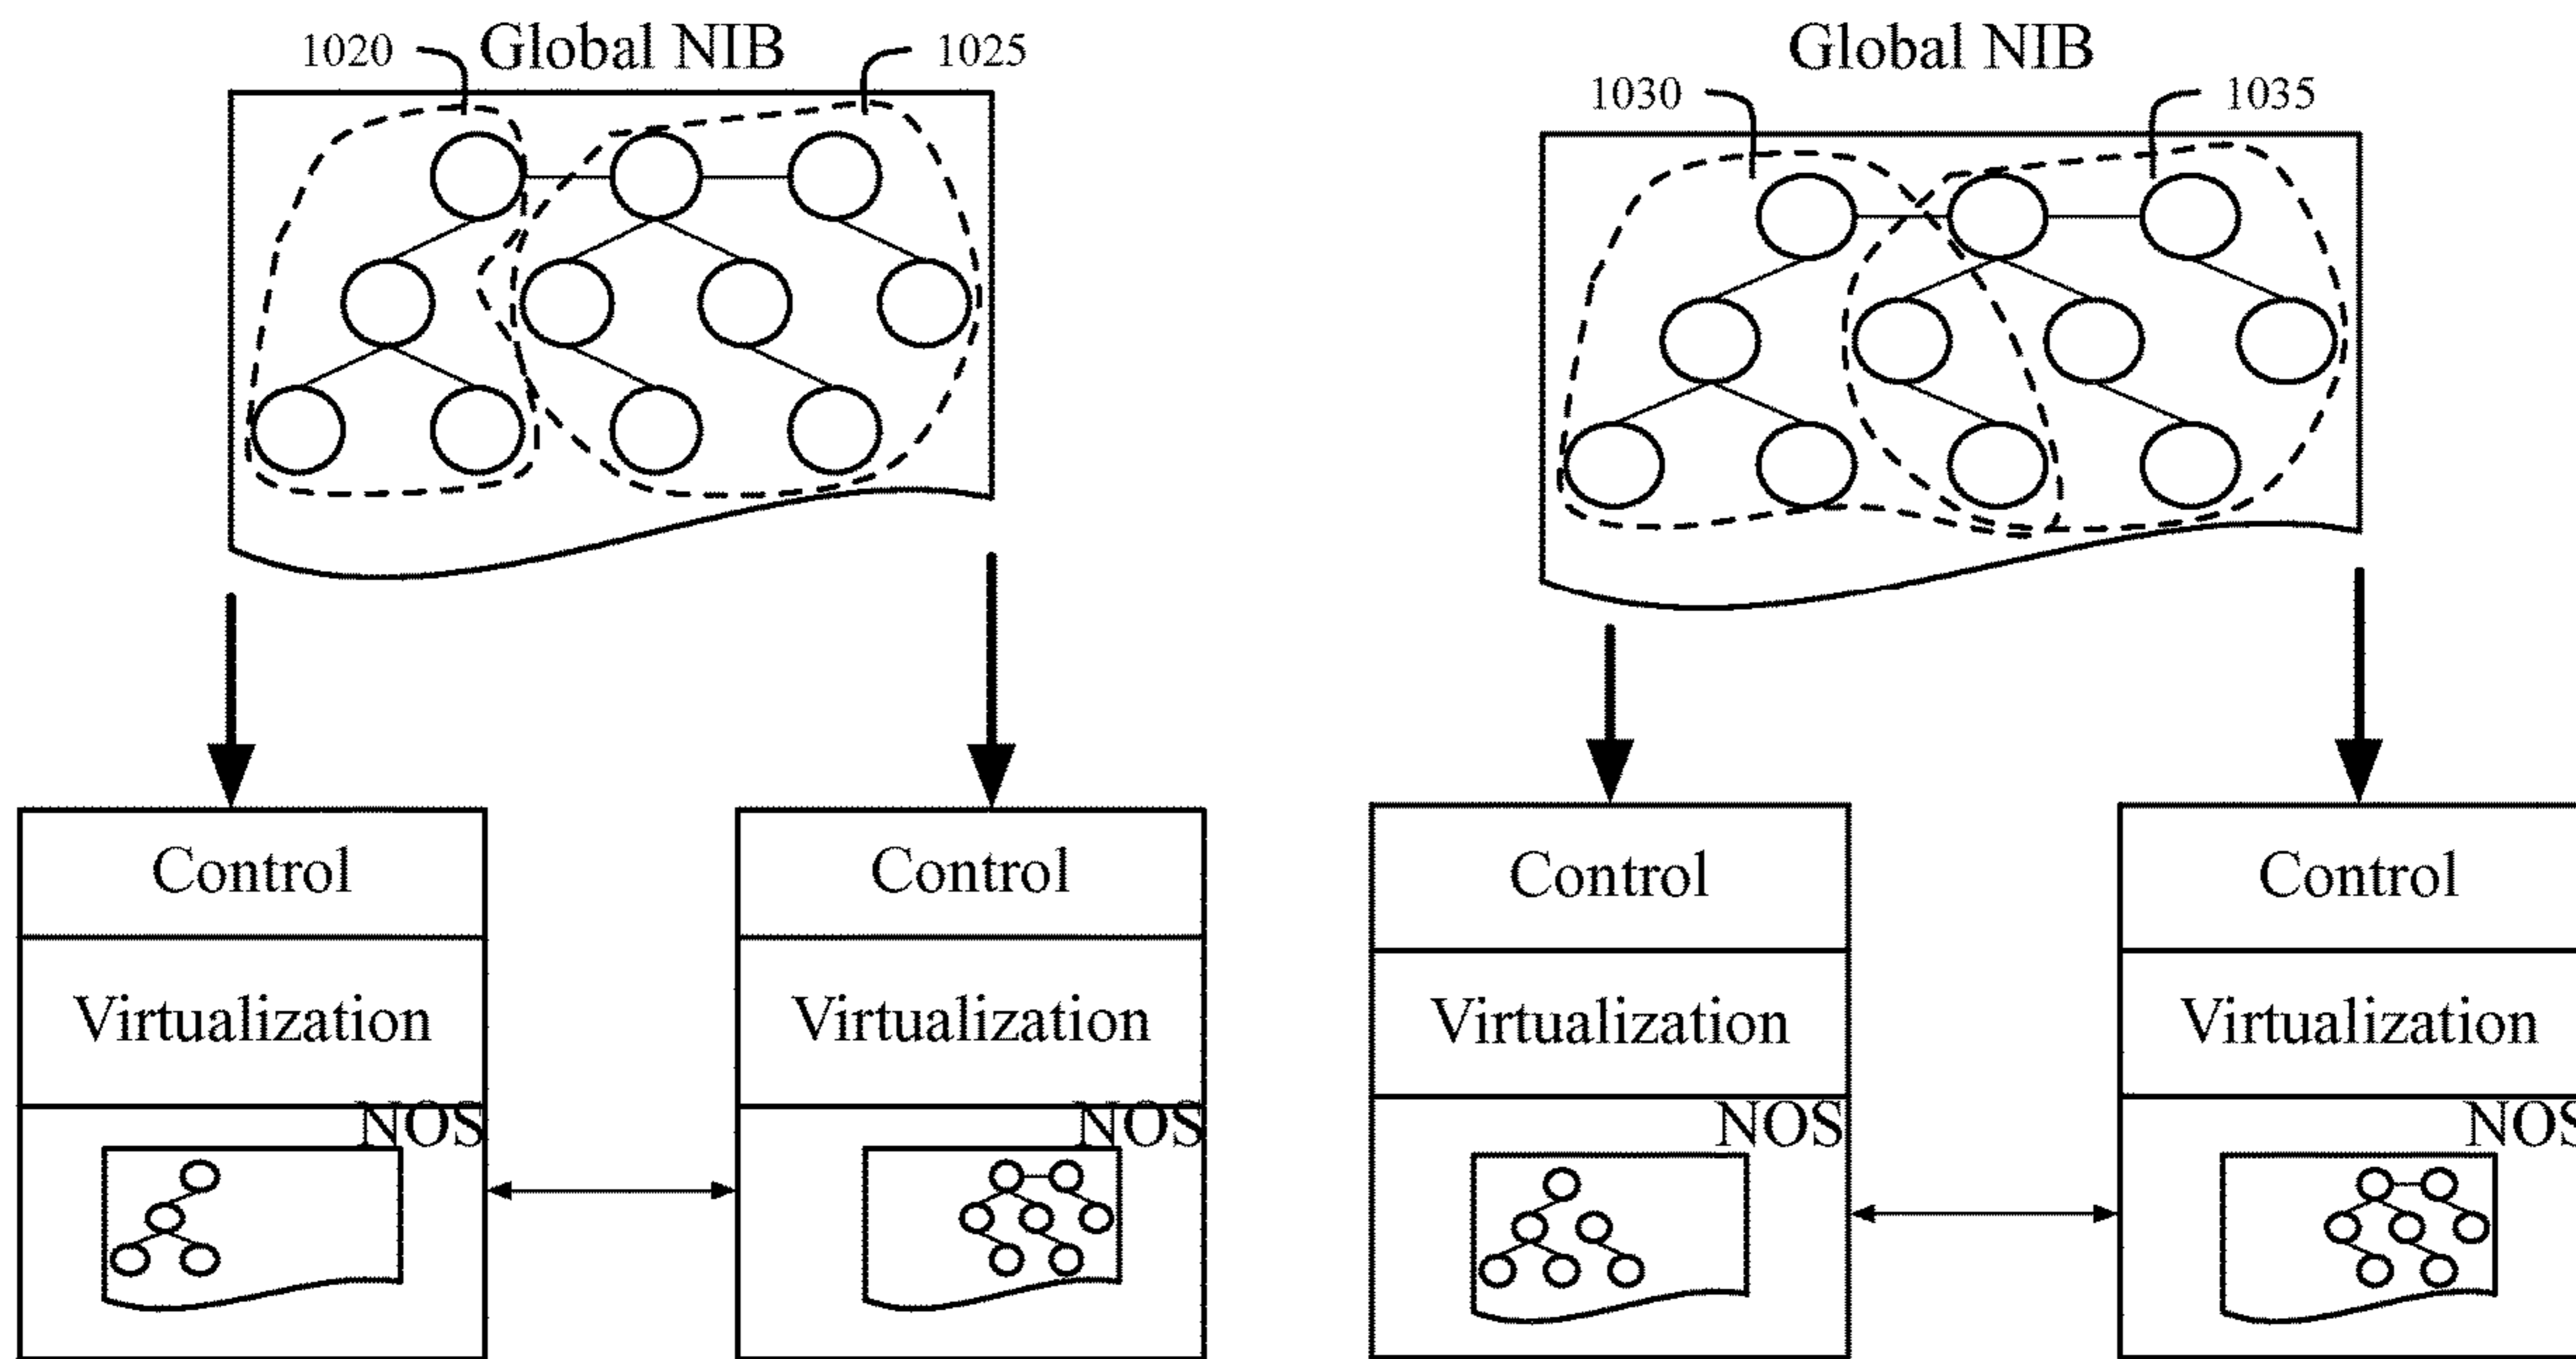 1020 Global NIB 1025
Global NIB
1030 1035
Control Control Control Control
Virtualization Virtualization Virtualization Virtualization
NOS NOS NOS NOS